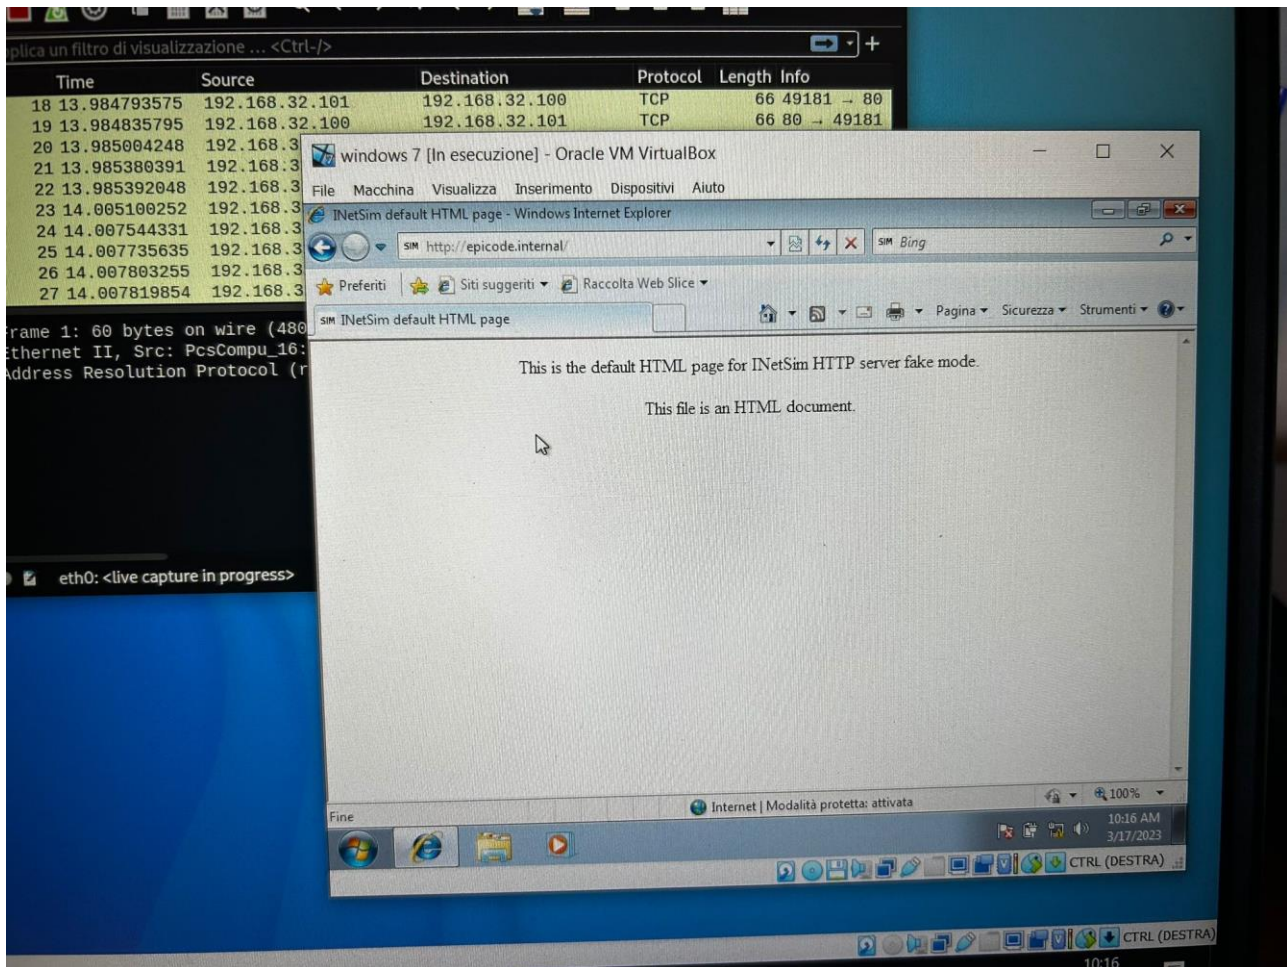 plica un filtro di visualizzazione ... <Ctrl-/>
Time Source Destination Protocol Length Info
18 13.984793575 192.168.32.101 192.168.32.100 TCP 66 49181 → 80
19 13.984835795 192.168.32.100 192.168.32.101 TCP 66 80 → 49181
20 13.985004248 192.168.3
21 13.985380391 192.168.3
22 13.985392048 192.168.3
23 14.005100252 192.168.3
24 14.007544331 192.168.3
25 14.007735635 192.168.3
26 14.007803255 192.168.3
27 14.007819854 192.168.3
Frame 1: 60 bytes on wire (480
Ethernet II, Src: PcsCompu_16:
Address Resolution Protocol (r
eth0: <live capture in progress>
windows 7 [In esecuzione] - Oracle VM VirtualBox
File Macchina Visualizza Inserimento Dispositivi Aiuto
INetSim default HTML page - Windows Internet Explorer
SIM http://epicode.internal/ SIM Bing
Preferiti Siti suggeriti Raccolta Web Slice
SIM INetSim default HTML page Pagina Sicurezza Strumenti
This is the default HTML page for INetSim HTTP server fake mode.
This file is an HTML document.
Fine Internet | Modalità protetta: attivata 100%
10:16 AM
3/17/2023
CTRL (DESTRA)
CTRL (DESTRA)
10:16